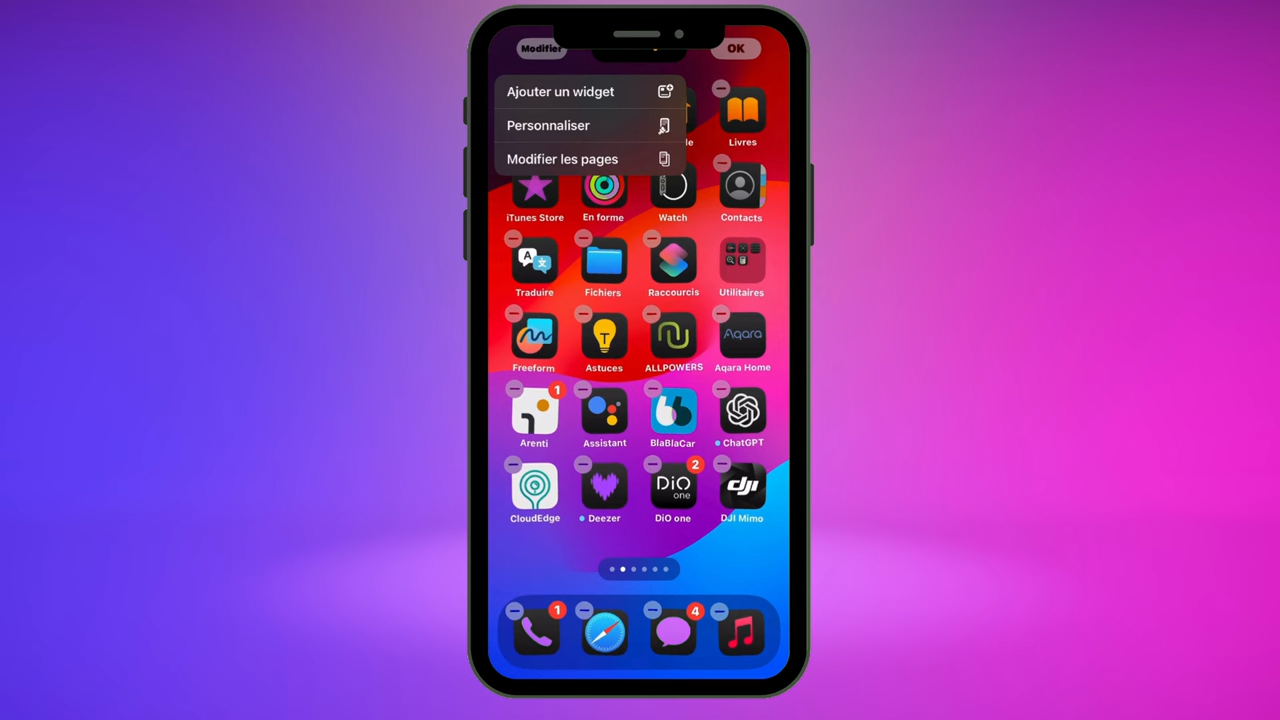 Modifier
OK
Ajouter un widget
Personnaliser
Modifier les pages
le
Livres
iTunes Store
En forme
Watch
Contacts
A
文
Traduire
Fichiers
Raccourcis
Utilitaires
T
Aqara
Freeform
Astuces
ALLPOWERS
Aqara Home
1
Arenti
Assistant
BlaBlaCar
ChatGPT
2
DiO
one
dji
CloudEdge
Deezer
DiO one
DJI Mimo
1
4